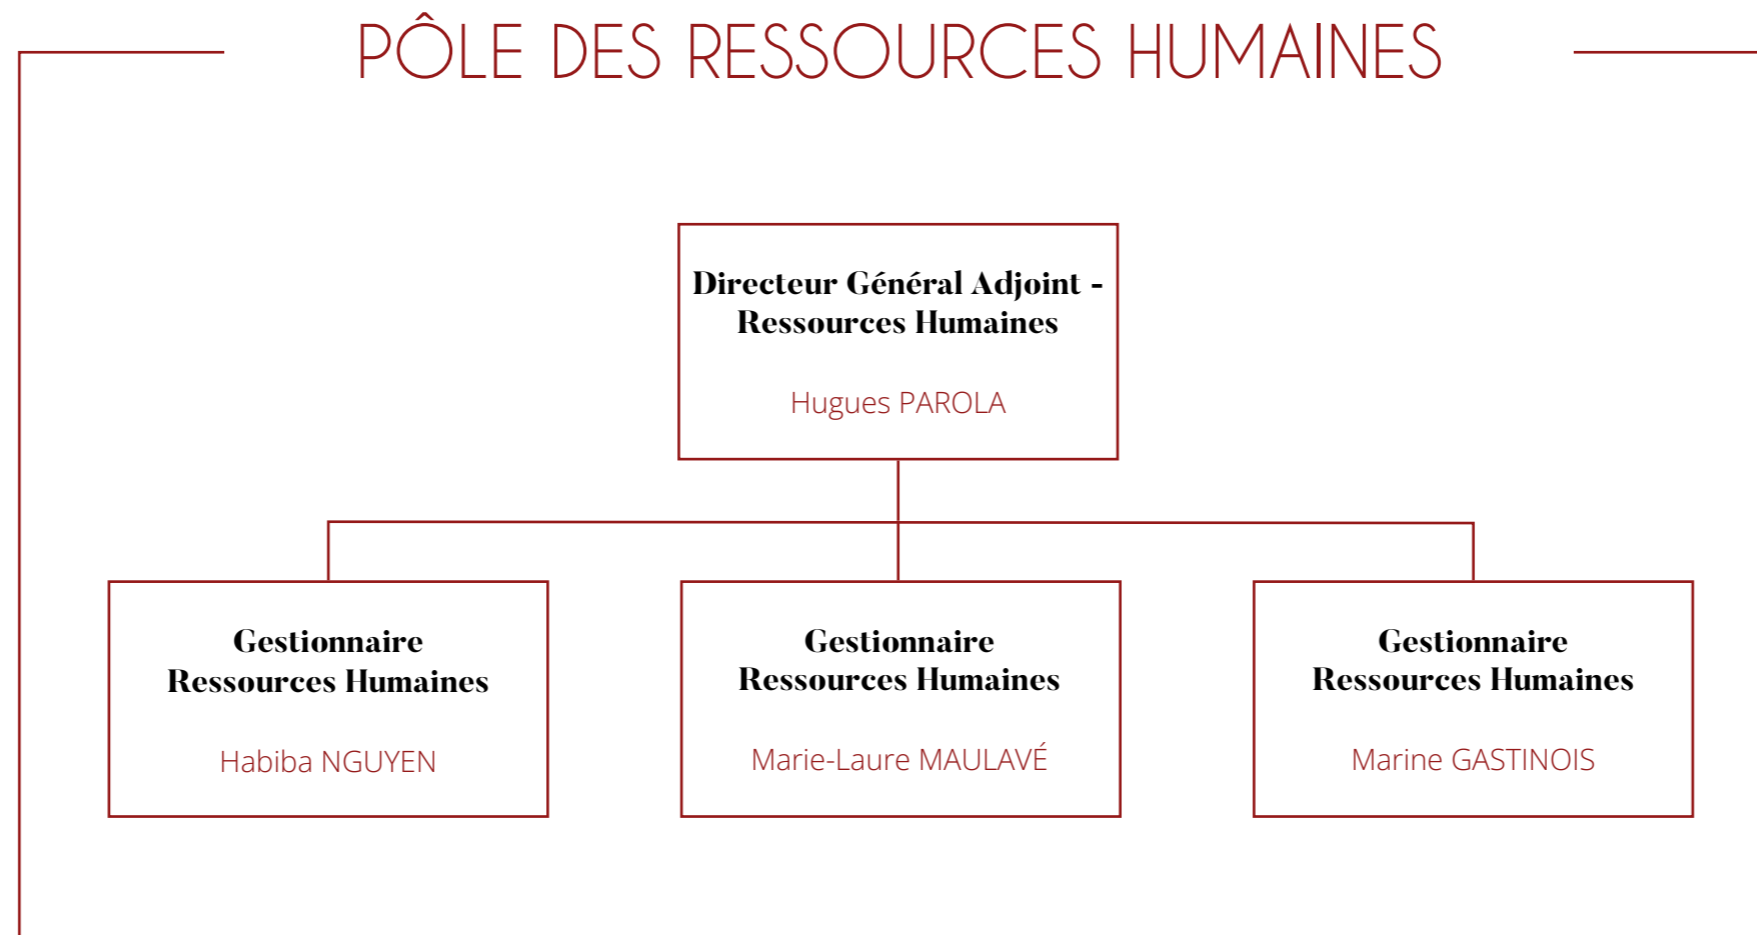 PÔLE DES RESSOURCES HUMAINES
Directeur Général Adjoint -
Ressources Humaines
Hugues PAROLA
Gestionnaire
Ressources Humaines
Habiba NGUYEN
Gestionnaire
Ressources Humaines
Marie-Laure MAULAVÉ
Gestionnaire
Ressources Humaines
Marine GASTINOIS